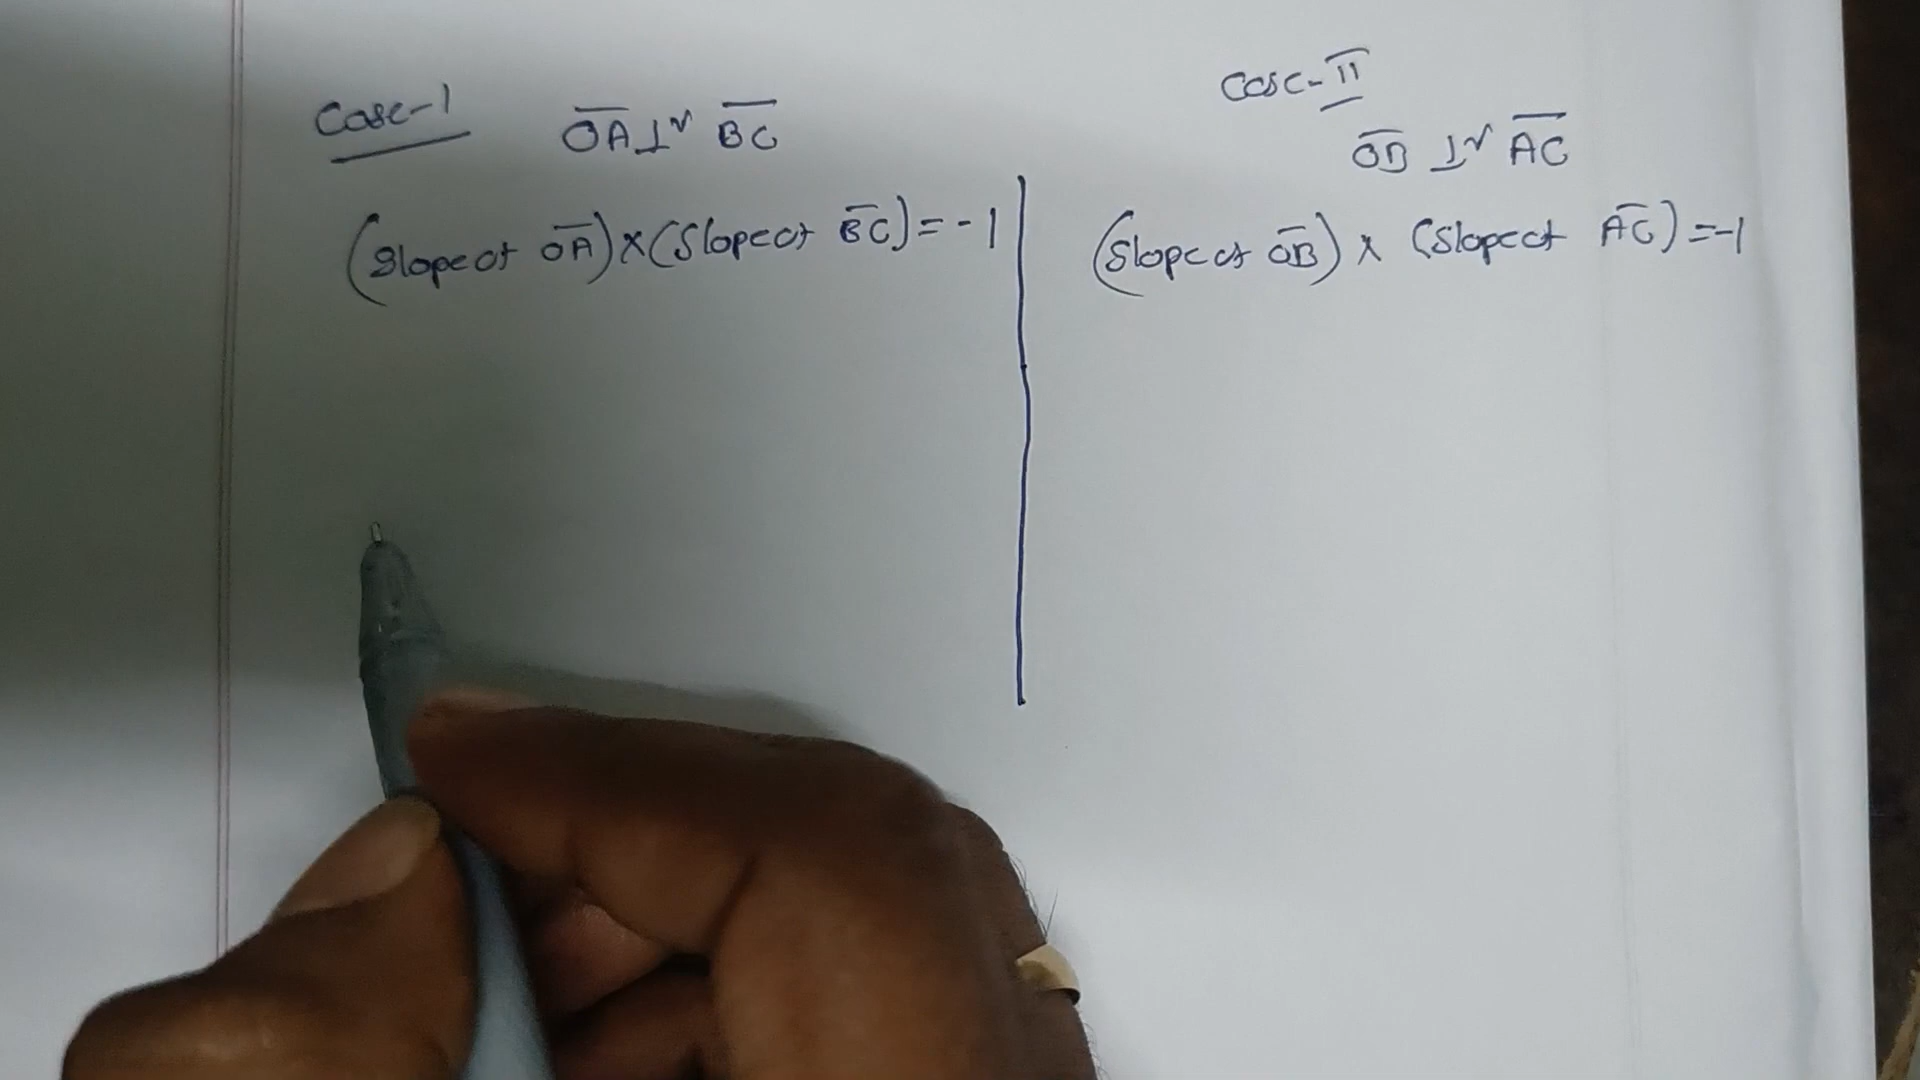 Case-1 OA ⊥r BC
(Slope of OA) × (Slope of BC) = -1
Case-II
OB ⊥r AC
(Slope of OB) × (Slope of AC) = -1